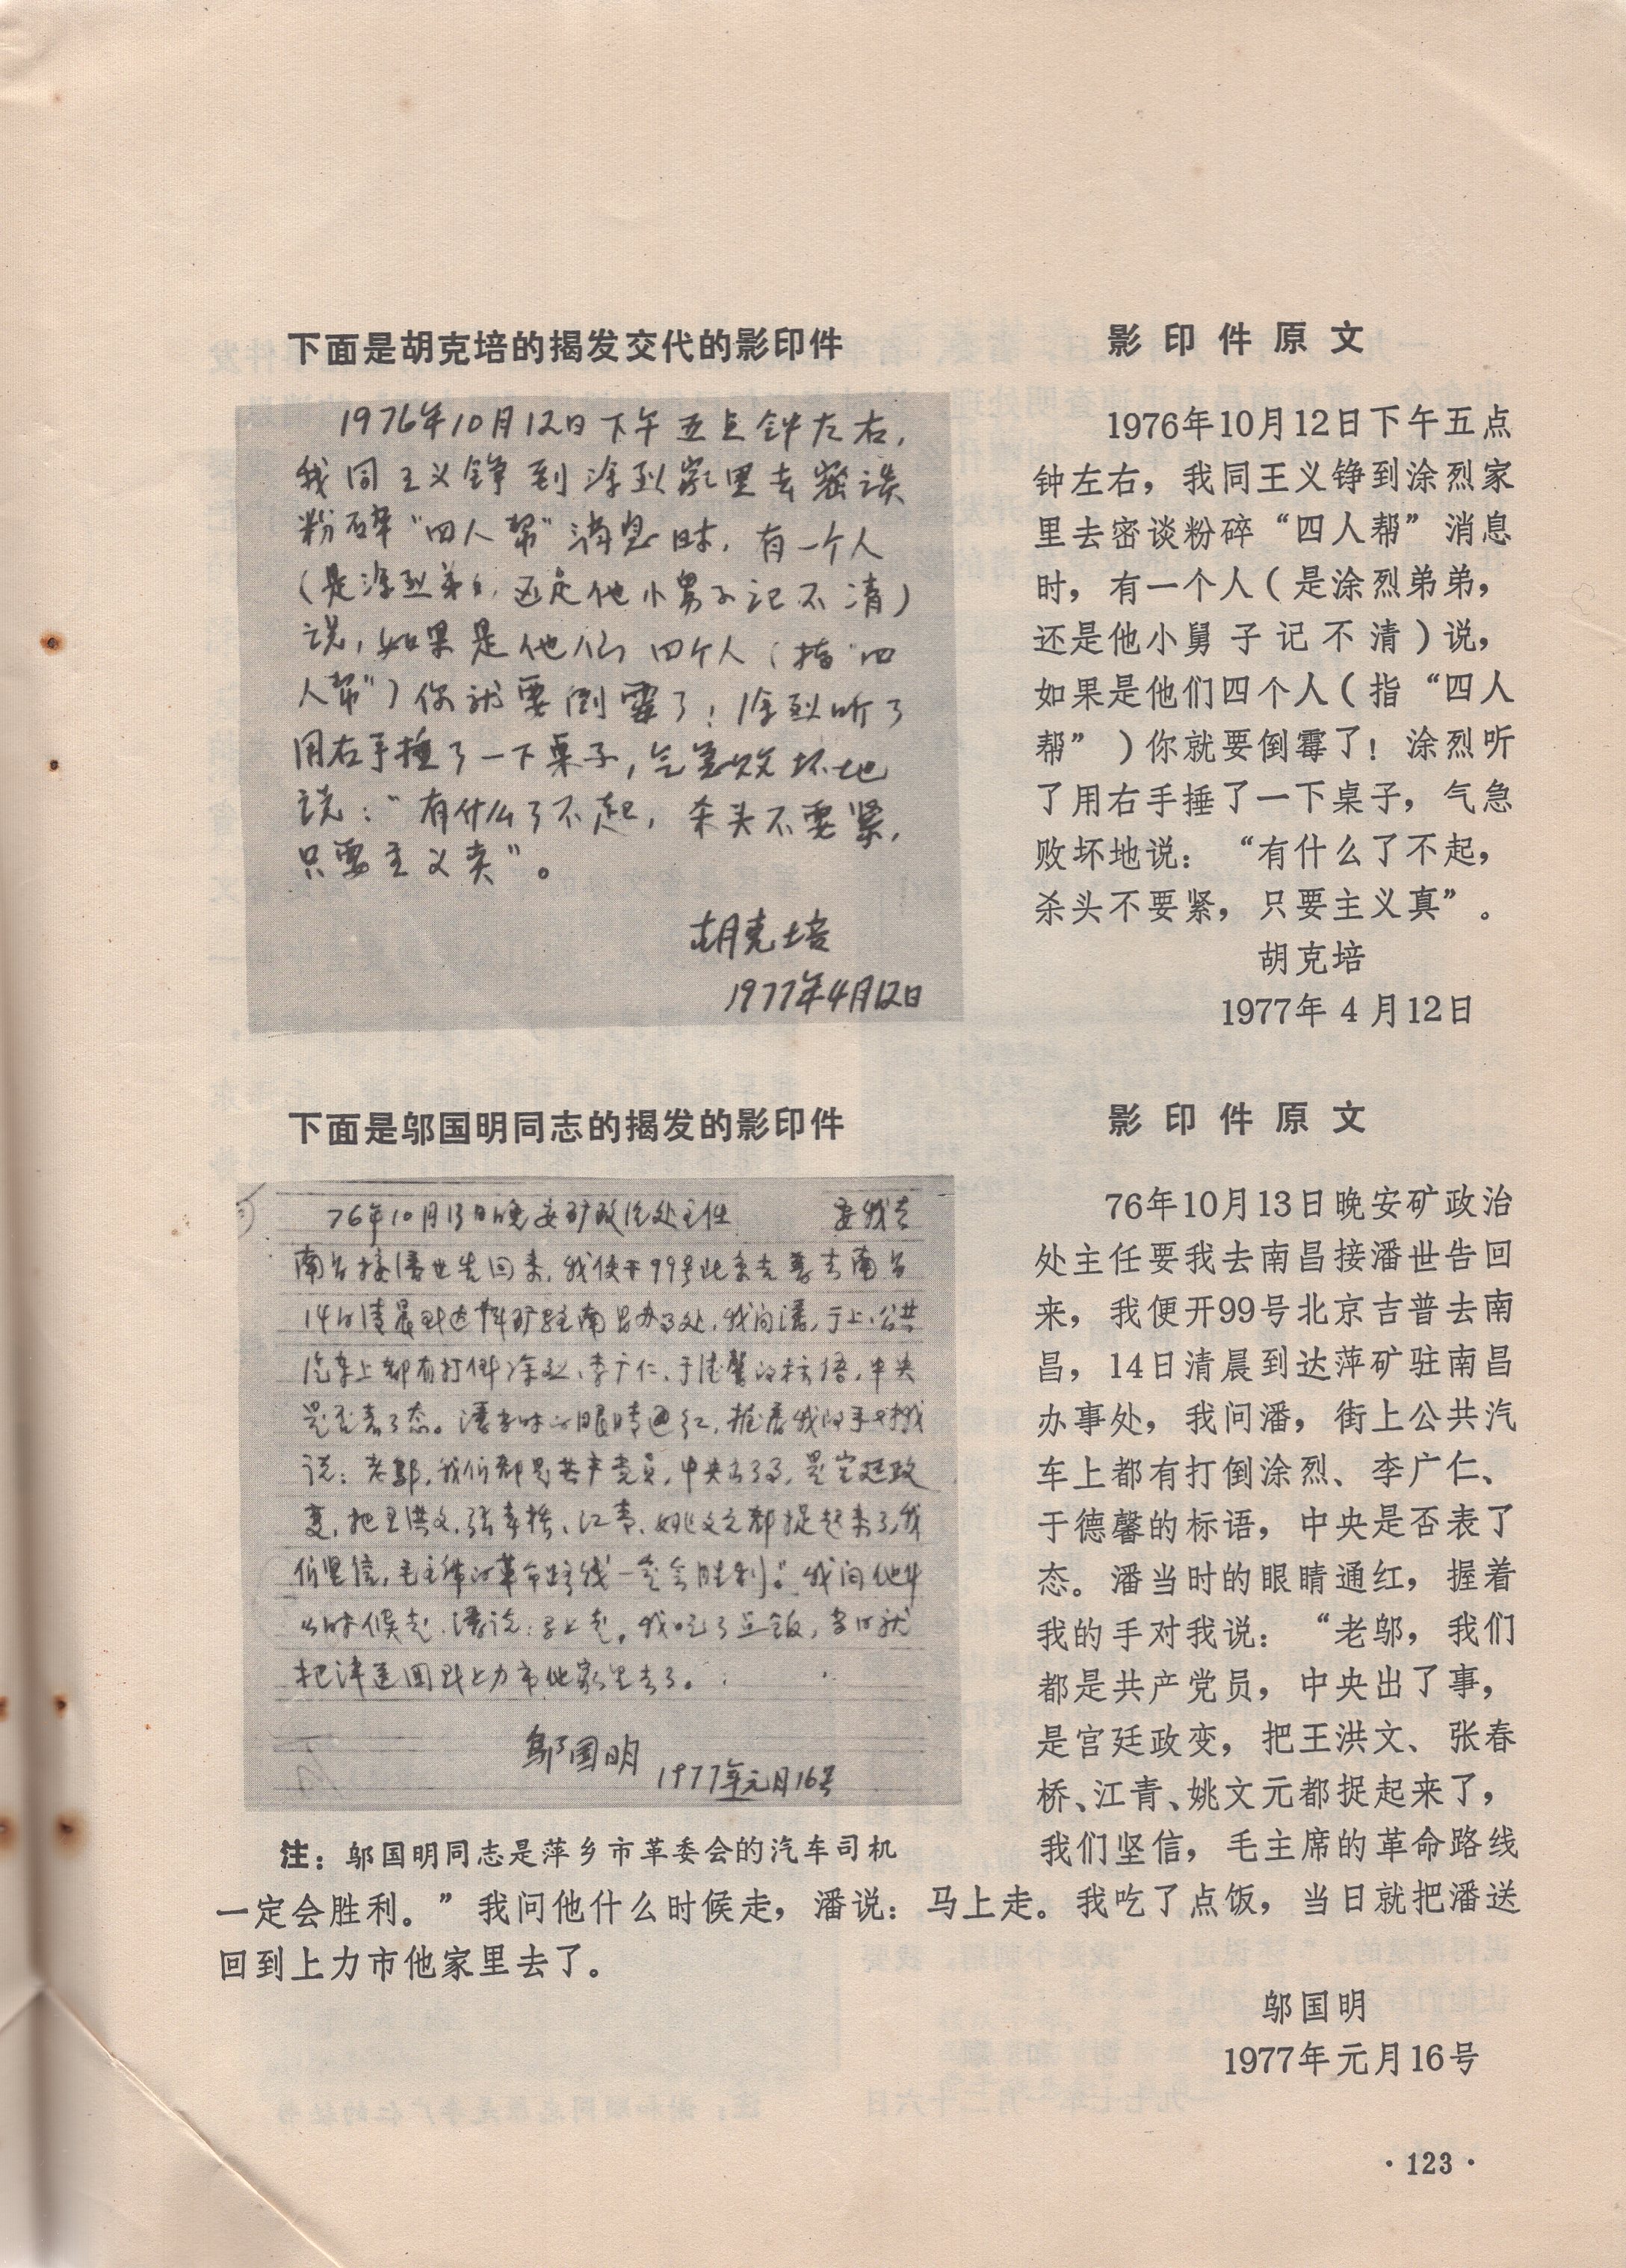 下面是胡克培的揭发交代的影印件
1976年10月12日下午五点钟左右，
我同王义铮到涂烈家里去密谈
粉碎“四人帮”消息时，有一个人
（是涂烈弟弟，还是他小舅子记不清）
说，如果是他们四个人（指“四
人帮”）你就要倒霉了！涂烈听了
用右手捶了一下桌子，气急败坏地
说：“有什么了不起，杀头不要紧，
只要主义真”。
胡克培
1977年4月12日
影印件原文
1976年10月12日下午五点
钟左右，我同王义铮到涂烈家
里去密谈粉碎“四人帮”消息
时，有一个人（是涂烈弟弟，
还是他小舅子记不清）说，
如果是他们四个人（指“四人
帮”）你就要倒霉了！涂烈听
了用右手捶了一下桌子，气急
败坏地说：“有什么了不起，
杀头不要紧，只要主义真”。
胡克培
1977年4月12日
下面是邬国明同志的揭发的影印件
76年10月13日晚安矿政治处主任 要我去
南昌接潘世告回来，我便开99号北京吉普去南昌
14日清晨到达萍矿驻南昌办事处，我问潘，街上公共
汽车上都有打倒涂烈、李广仁、于德馨的标语，中央
是否表了态。潘当时的眼睛通红，握着我的手对我
说：老邬，我们都是共产党员，中央出了事，是宫廷政
变，把王洪文、张春桥、江青、姚文元都捉起来了，我
们坚信，毛主席的革命路线一定会胜利。”我问他什
么时候走，潘说：马上走。我吃了点饭，当日就
把潘送回到上力市他家里去了。
邬国明
1977年元月16号
注：邬国明同志是萍乡市革委会的汽车司机
影印件原文
76年10月13日晚安矿政治
处主任要我去南昌接潘世告回
来，我便开99号北京吉普去南
昌，14日清晨到达萍矿驻南昌
办事处，我问潘，街上公共汽
车上都有打倒涂烈、李广仁、
于德馨的标语，中央是否表了
态。潘当时的眼睛通红，握着
我的手对我说：“老邬，我们
都是共产党员，中央出了事，
是宫廷政变，把王洪文、张春
桥、江青、姚文元都捉起来了，
我们坚信，毛主席的革命路线
一定会胜利。”我问他什么时候走，潘说：马上走。我吃了点饭，当日就把潘送
回到上力市他家里去了。
邬国明
1977年元月16号
·123·